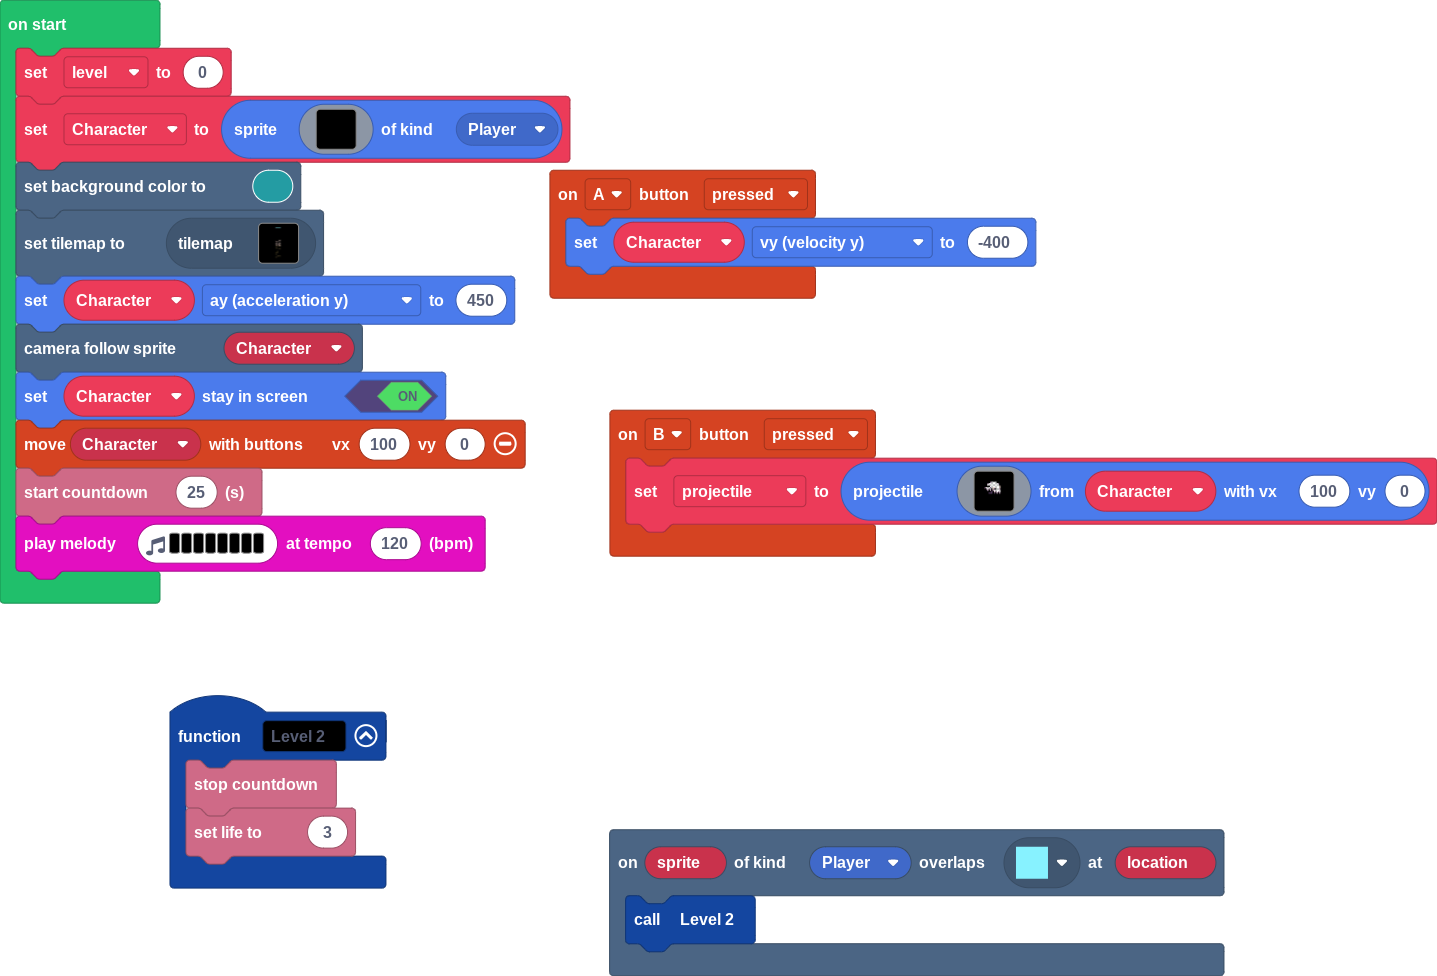 on start
set level to 0
set Character to sprite of kind Player
set background color to
set tilemap to tilemap
set Character ay (acceleration y) to 450
camera follow sprite Character
set Character stay in screen ON
move Character with buttons vx 100 vy 0
start countdown 25 (s)
play melody at tempo 120 (bpm)
on A button pressed
set Character vy (velocity y) to -400
on B button pressed
set projectile to projectile from Character with vx 100 vy 0
function Level 2
stop countdown
set life to 3
on sprite of kind Player overlaps at location
call Level 2